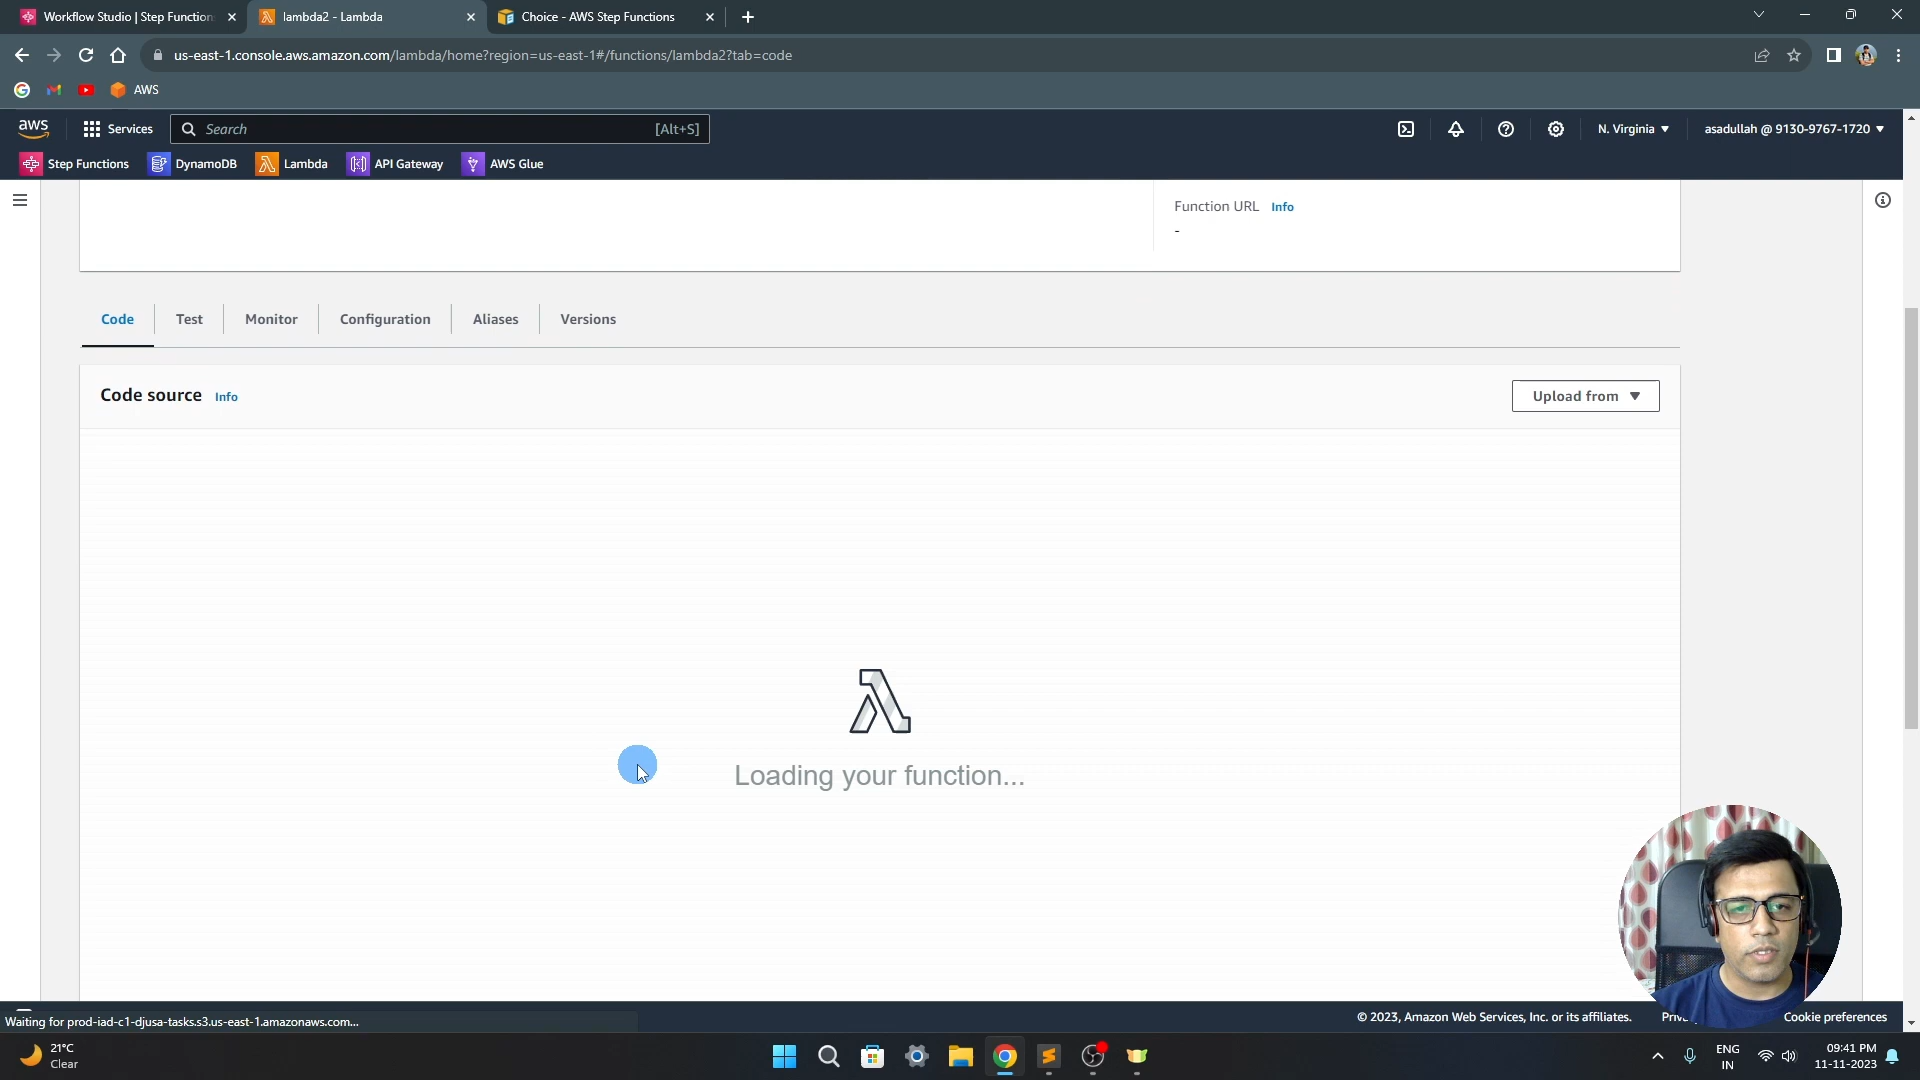 Workflow Studio | Step Function
lambda2 - Lambda
Choice - AWS Step Functions
us-east-1.console.aws.amazon.com/lambda/home?region=us-east-1#/functions/lambda2?tab=code
AWS
aws
Services
Search
[Alt+S]
N. Virginia ▼
asadullah @ 9130-9767-1720 ▼
Step Functions
DynamoDB
Lambda
API Gateway
AWS Glue
Function URL Info
-
Code
Test
Monitor
Configuration
Aliases
Versions
Code source Info
Upload from ▼
Loading your function...
Waiting for prod-iad-c1-djusa-tasks.s3.us-east-1.amazonaws.com...
© 2023, Amazon Web Services, Inc. or its affiliates.
Cookie preferences
21°C
Clear
ENG
IN
09:41 PM
11-11-2023